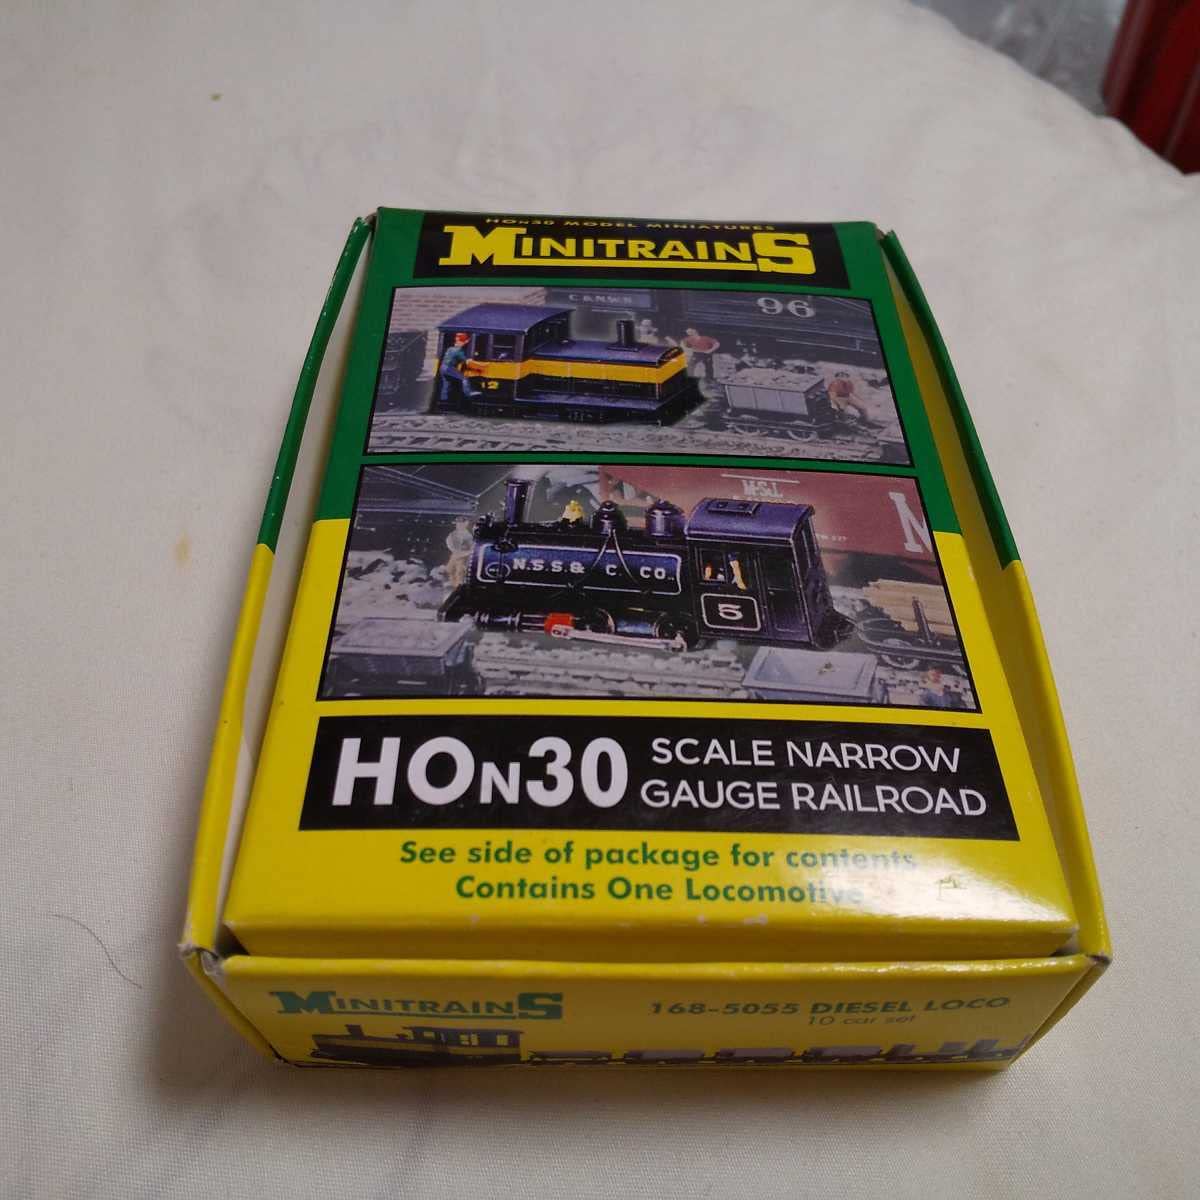 HOn30 MODEL MINIATURES
MINITRAINS
C&NW.R
96
12
M.S.L
M
N.S.S.& C. CO.
5
HON30
SCALE NARROW
GAUGE RAILROAD
See side of package for contents
Contains One Locomotive
MINITRAINS
168-5055 DIESEL LOCO
10 car set